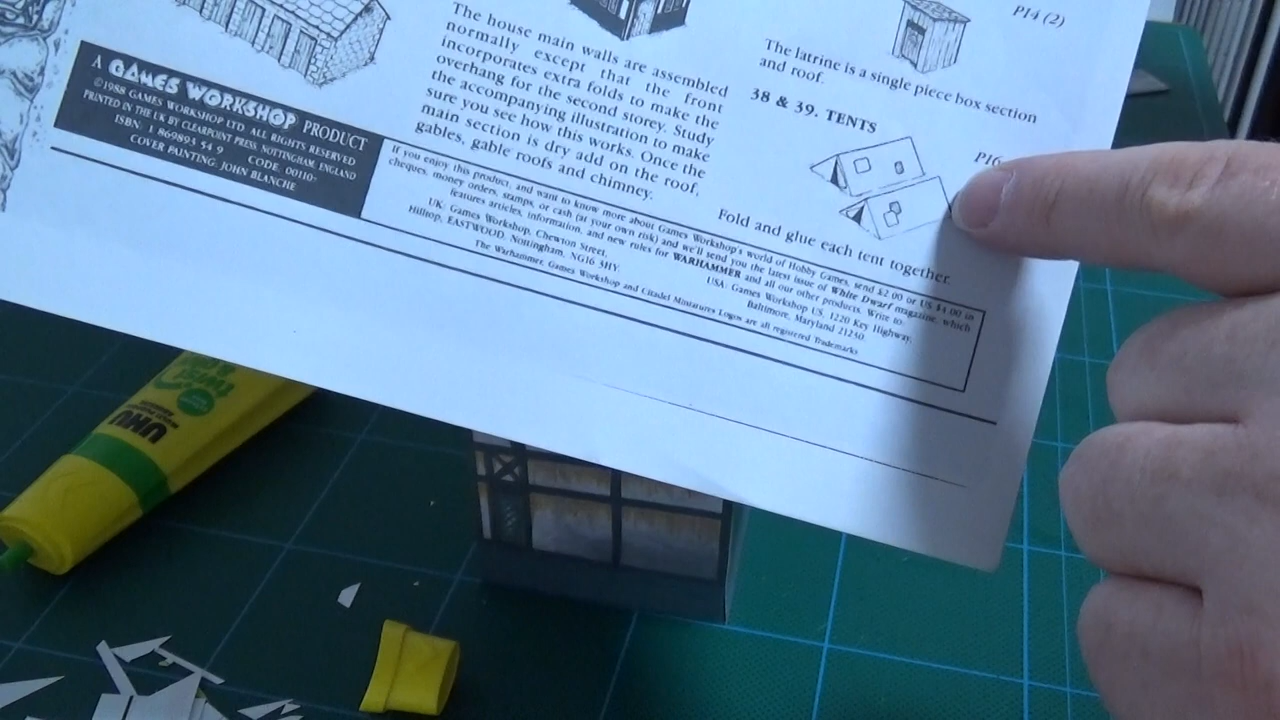 P14 (2)
The latrine is a single piece box section
and roof.
38 & 39. TENTS
P16
Fold and glue each tent together.
The house main walls are assembled
normally except that the front
incorporates extra folds to make the
overhang for the second storey. Study
the accompanying illustration to make
sure you see how this works. Once the
main section is dry add on the roof,
gables, gable roofs and chimney.
A GAMES WORKSHOP PRODUCT
©1988 GAMES WORKSHOP LTD. ALL RIGHTS RESERVED
PRINTED IN THE UK BY CLEARPOINT PRESS, NOTTINGHAM, ENGLAND
ISBN: 1 869893 54 9 CODE: 00110-
COVER PAINTING: JOHN BLANCHE
If you enjoy this product, and want to know more about Games Workshop's world of Hobby Games, send £2.00 or US $4.00 in
cheques, money orders, stamps, or cash (at your own risk) and we'll send you the latest issue of White Dwarf magazine, which
features articles, information, and new rules for WARHAMMER and all our other products. Write to:
UK: Games Workshop, Chewton Street,
Hilltop, EASTWOOD, Nottingham, NG16 3HY.
USA: Games Workshop US, 1220 Key Highway,
Baltimore, Maryland 21230.
The Warhammer, Games Workshop and Citadel Miniatures Logos are all registered Trademarks
UHU